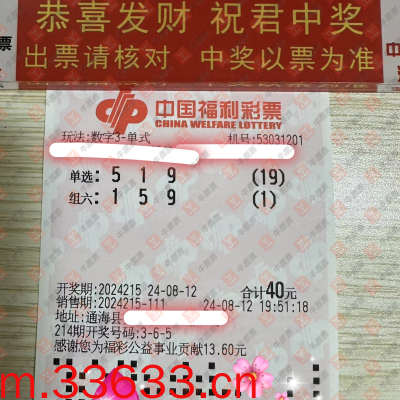 恭喜发财 祝君中奖
出票请核对 中奖以票为准
中国福利彩票
CHINA WELFARE LOTTERY
玩法:数字3-单式 机号:53031201
单选: 5 1 9 (19)
组六: 1 5 9 (1)
开奖期:2024215 24-08-12 合计40元
销售期:2024215-111 24-08-12 19:51:18
地址:通海县
214期开奖号码:3-6-5
感谢您为福彩公益事业贡献13.60元
m.33633.cn